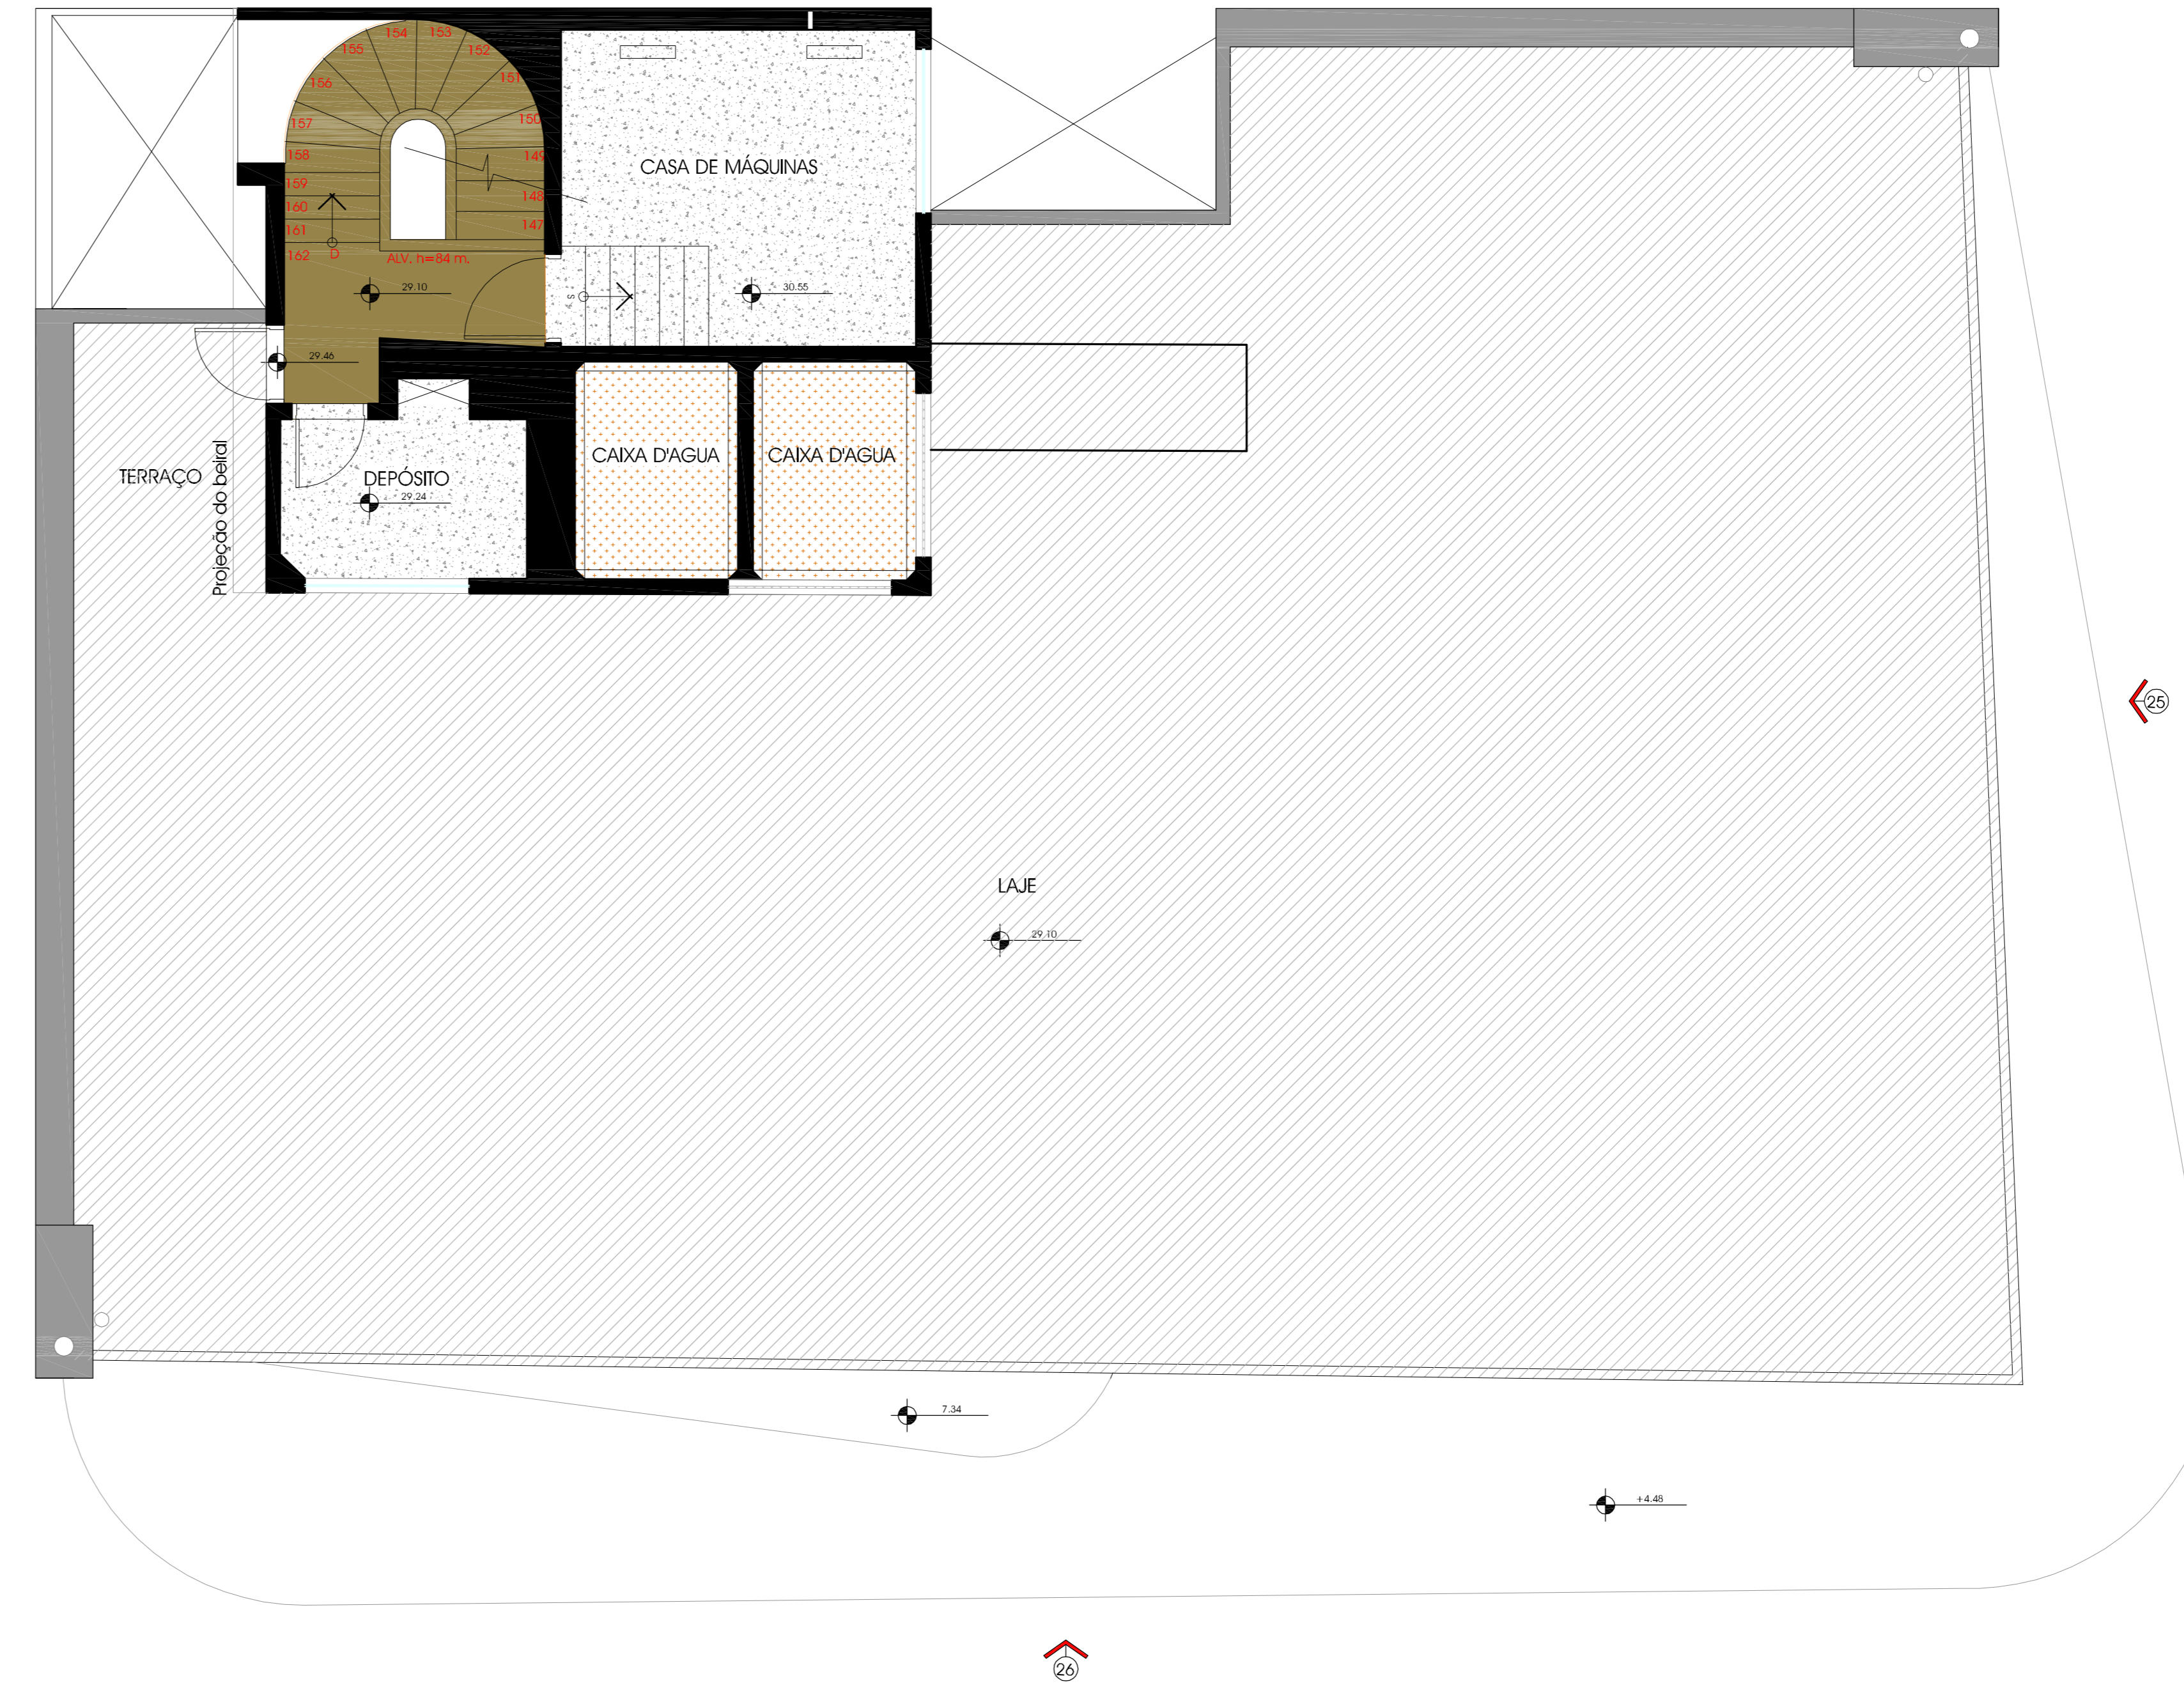 154
153
155
152
151
156
150
157
149
158
159
148
160
147
161
162
D
ALV. h=84 m.
CASA DE MÁQUINAS
29.10
S
30.55
29.46
TERRAÇO
Projeção do beiral
DEPÓSITO
29.24
CAIXA D'AGUA
CAIXA D'AGUA
25
LAJE
29.10
7.34
+4.48
26